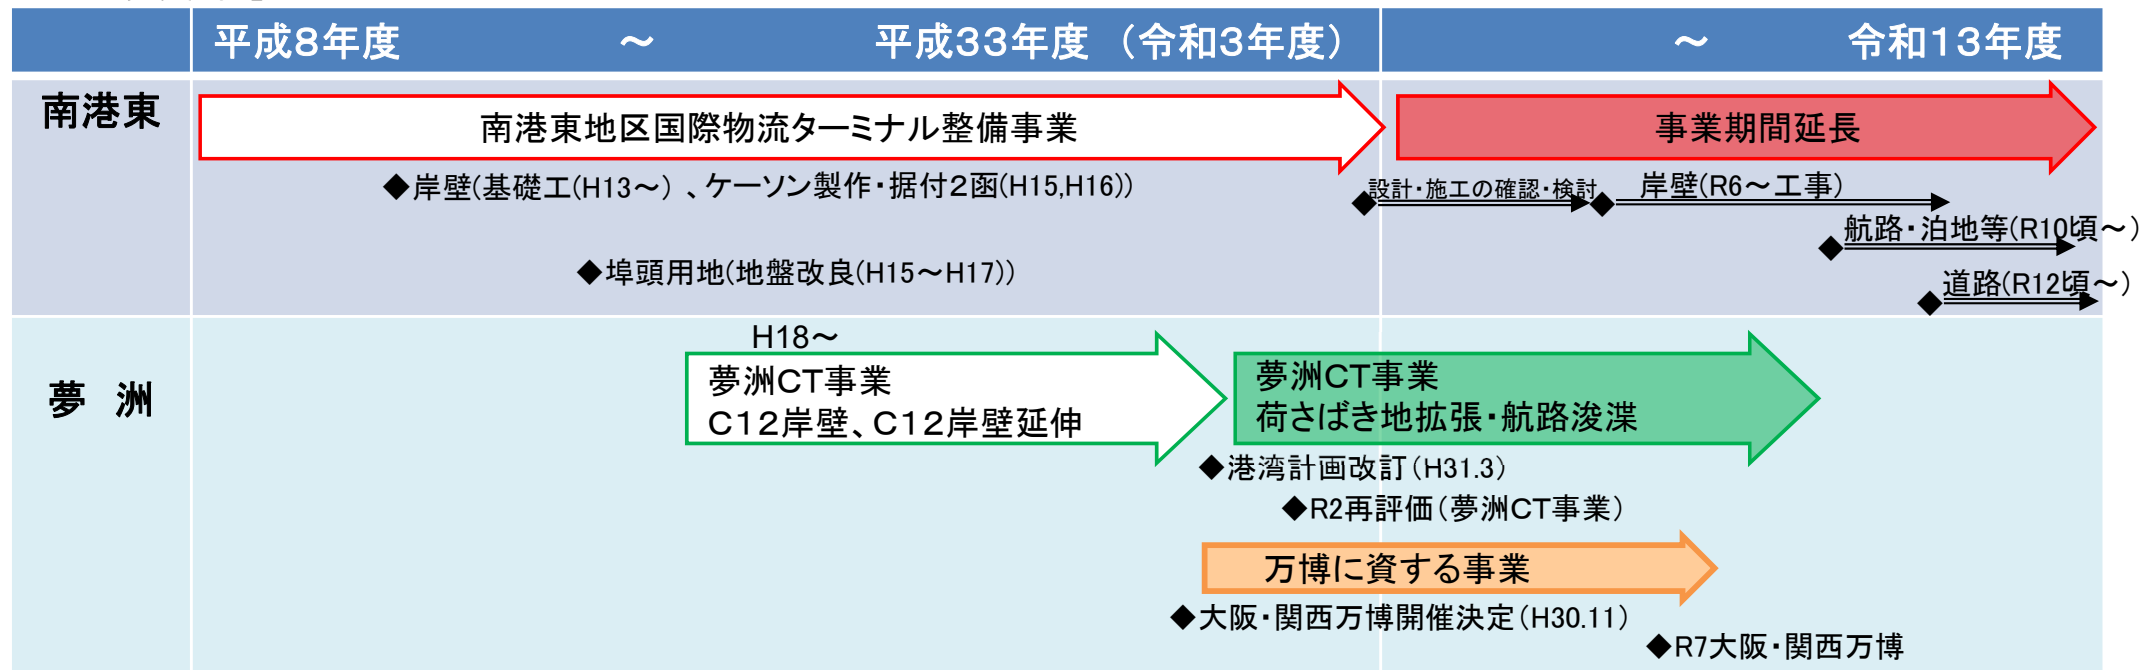 平成８年度 ～ 平成３３年度 （令和３年度） ～ 令和１３年度
南港東
南港東地区国際物流ターミナル整備事業
事業期間延長
◆岸壁(基礎工(H13～) 、ケーソン製作・据付２函(H15,H16))
設計・施工の確認・検討
岸壁(R6～工事)
航路・泊地等(R10頃～)
◆埠頭用地(地盤改良(H15～H17))
道路(R12頃～)
夢 洲
H18～
夢洲CT事業
C１２岸壁、C１２岸壁延伸
夢洲CT事業
荷さばき地拡張・航路浚渫
◆港湾計画改訂（H31.3）
◆R2再評価（夢洲CT事業）
万博に資する事業
◆大阪・関西万博開催決定（H30.11）
◆R7大阪・関西万博